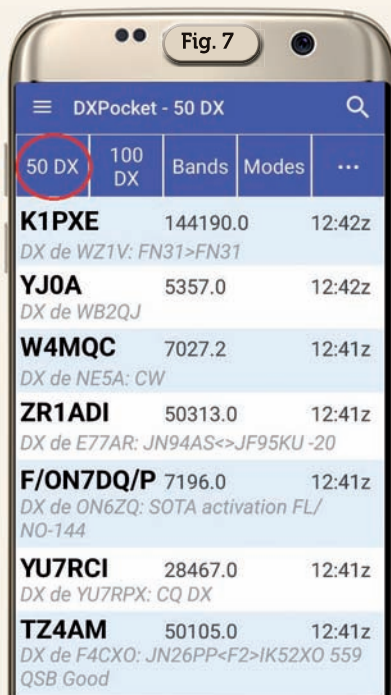 Fig. 7
DXPocket - 50 DX
50 DX
100
DX
Bands
Modes
...
K1PXE 144190.0 12:42z
DX de WZ1V: FN31>FN31
YJ0A 5357.0 12:42z
DX de WB2QJ
W4MQC 7027.2 12:41z
DX de NE5A: CW
ZR1ADI 50313.0 12:41z
DX de E77AR: JN94AS<>JF95KU -20
F/ON7DQ/P 7196.0 12:41z
DX de ON6ZQ: SOTA activation FL/
NO-144
YU7RCI 28467.0 12:41z
DX de YU7RPX: CQ DX
TZ4AM 50105.0 12:41z
DX de F4CXO: JN26PP<F2>IK52XO 559
QSB Good